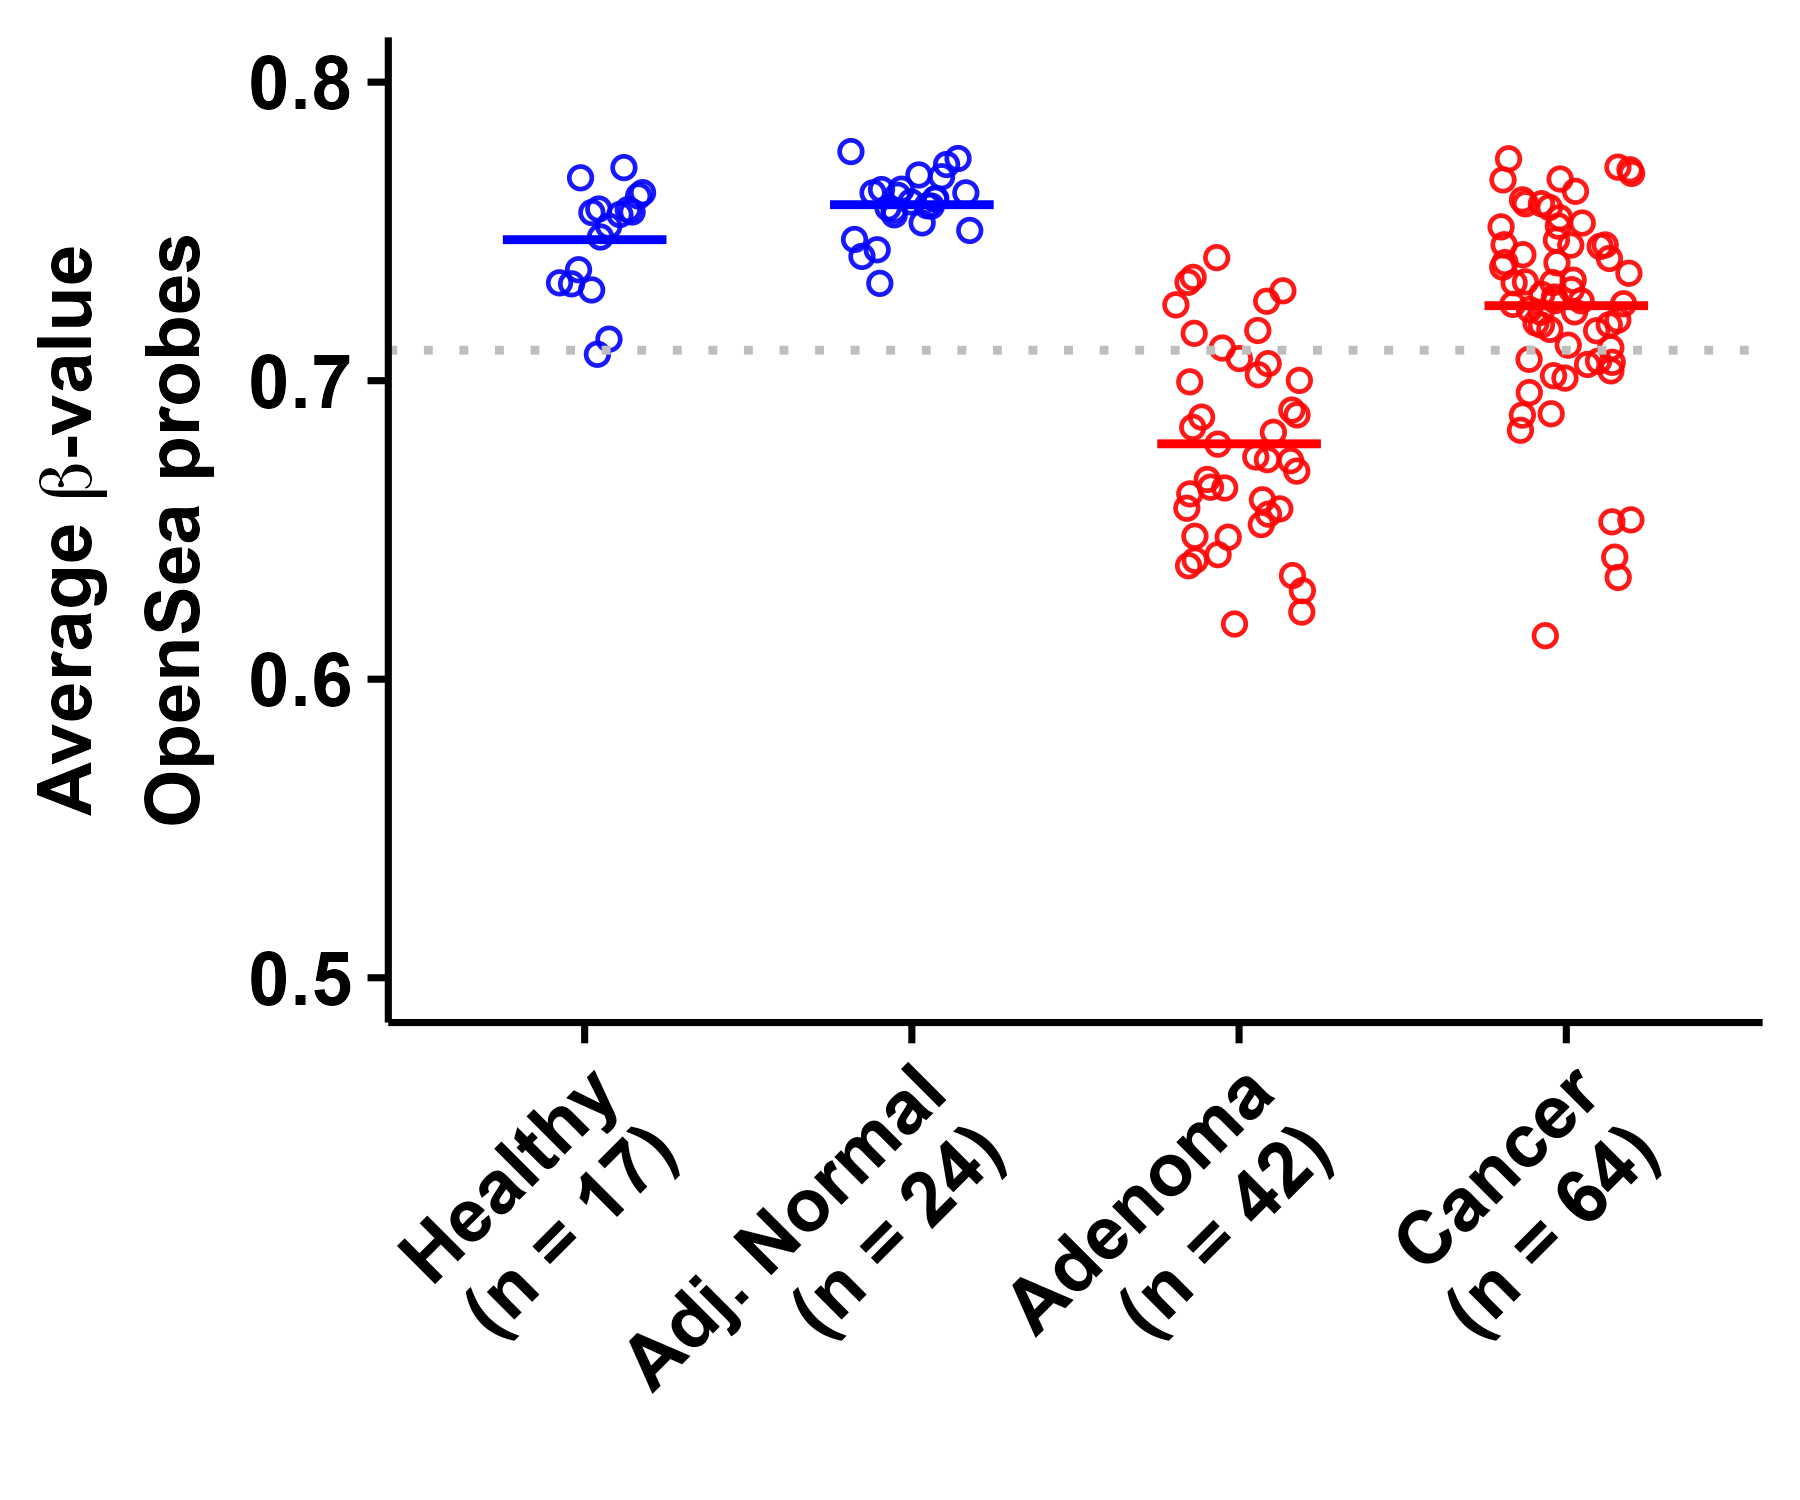 Average β-value
OpenSea probes
0.8
0.7
0.6
0.5
Healthy
(n = 17)
Adj. Normal
(n = 24)
Adenoma
(n = 42)
Cancer
(n = 64)